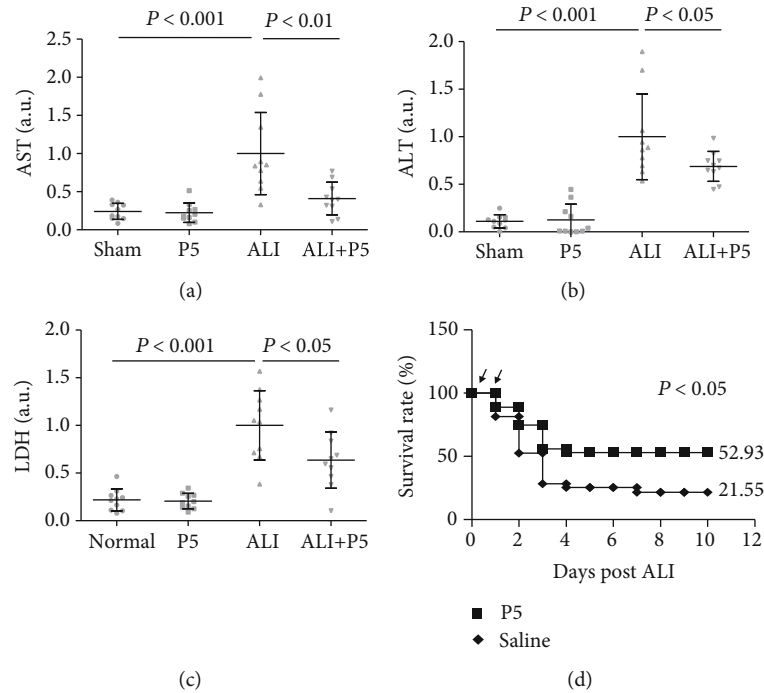 P < 0.001 P < 0.01
AST (a.u.)
2.5
2.0
1.5
1.0
0.5
0.0
Sham P5 ALI ALI+P5
(a)
P < 0.001 P < 0.05
ALT (a.u.)
2.0
1.5
1.0
0.5
0.0
Sham P5 ALI ALI+P5
(b)
P < 0.001 P < 0.05
LDH (a.u.)
2.0
1.5
1.0
0.5
0.0
Normal P5 ALI ALI+P5
(c)
Survival rate (%)
150
100
50
0
P < 0.05
52.93
21.55
0 2 4 6 8 10 12
Days post ALI
P5
Saline
(d)